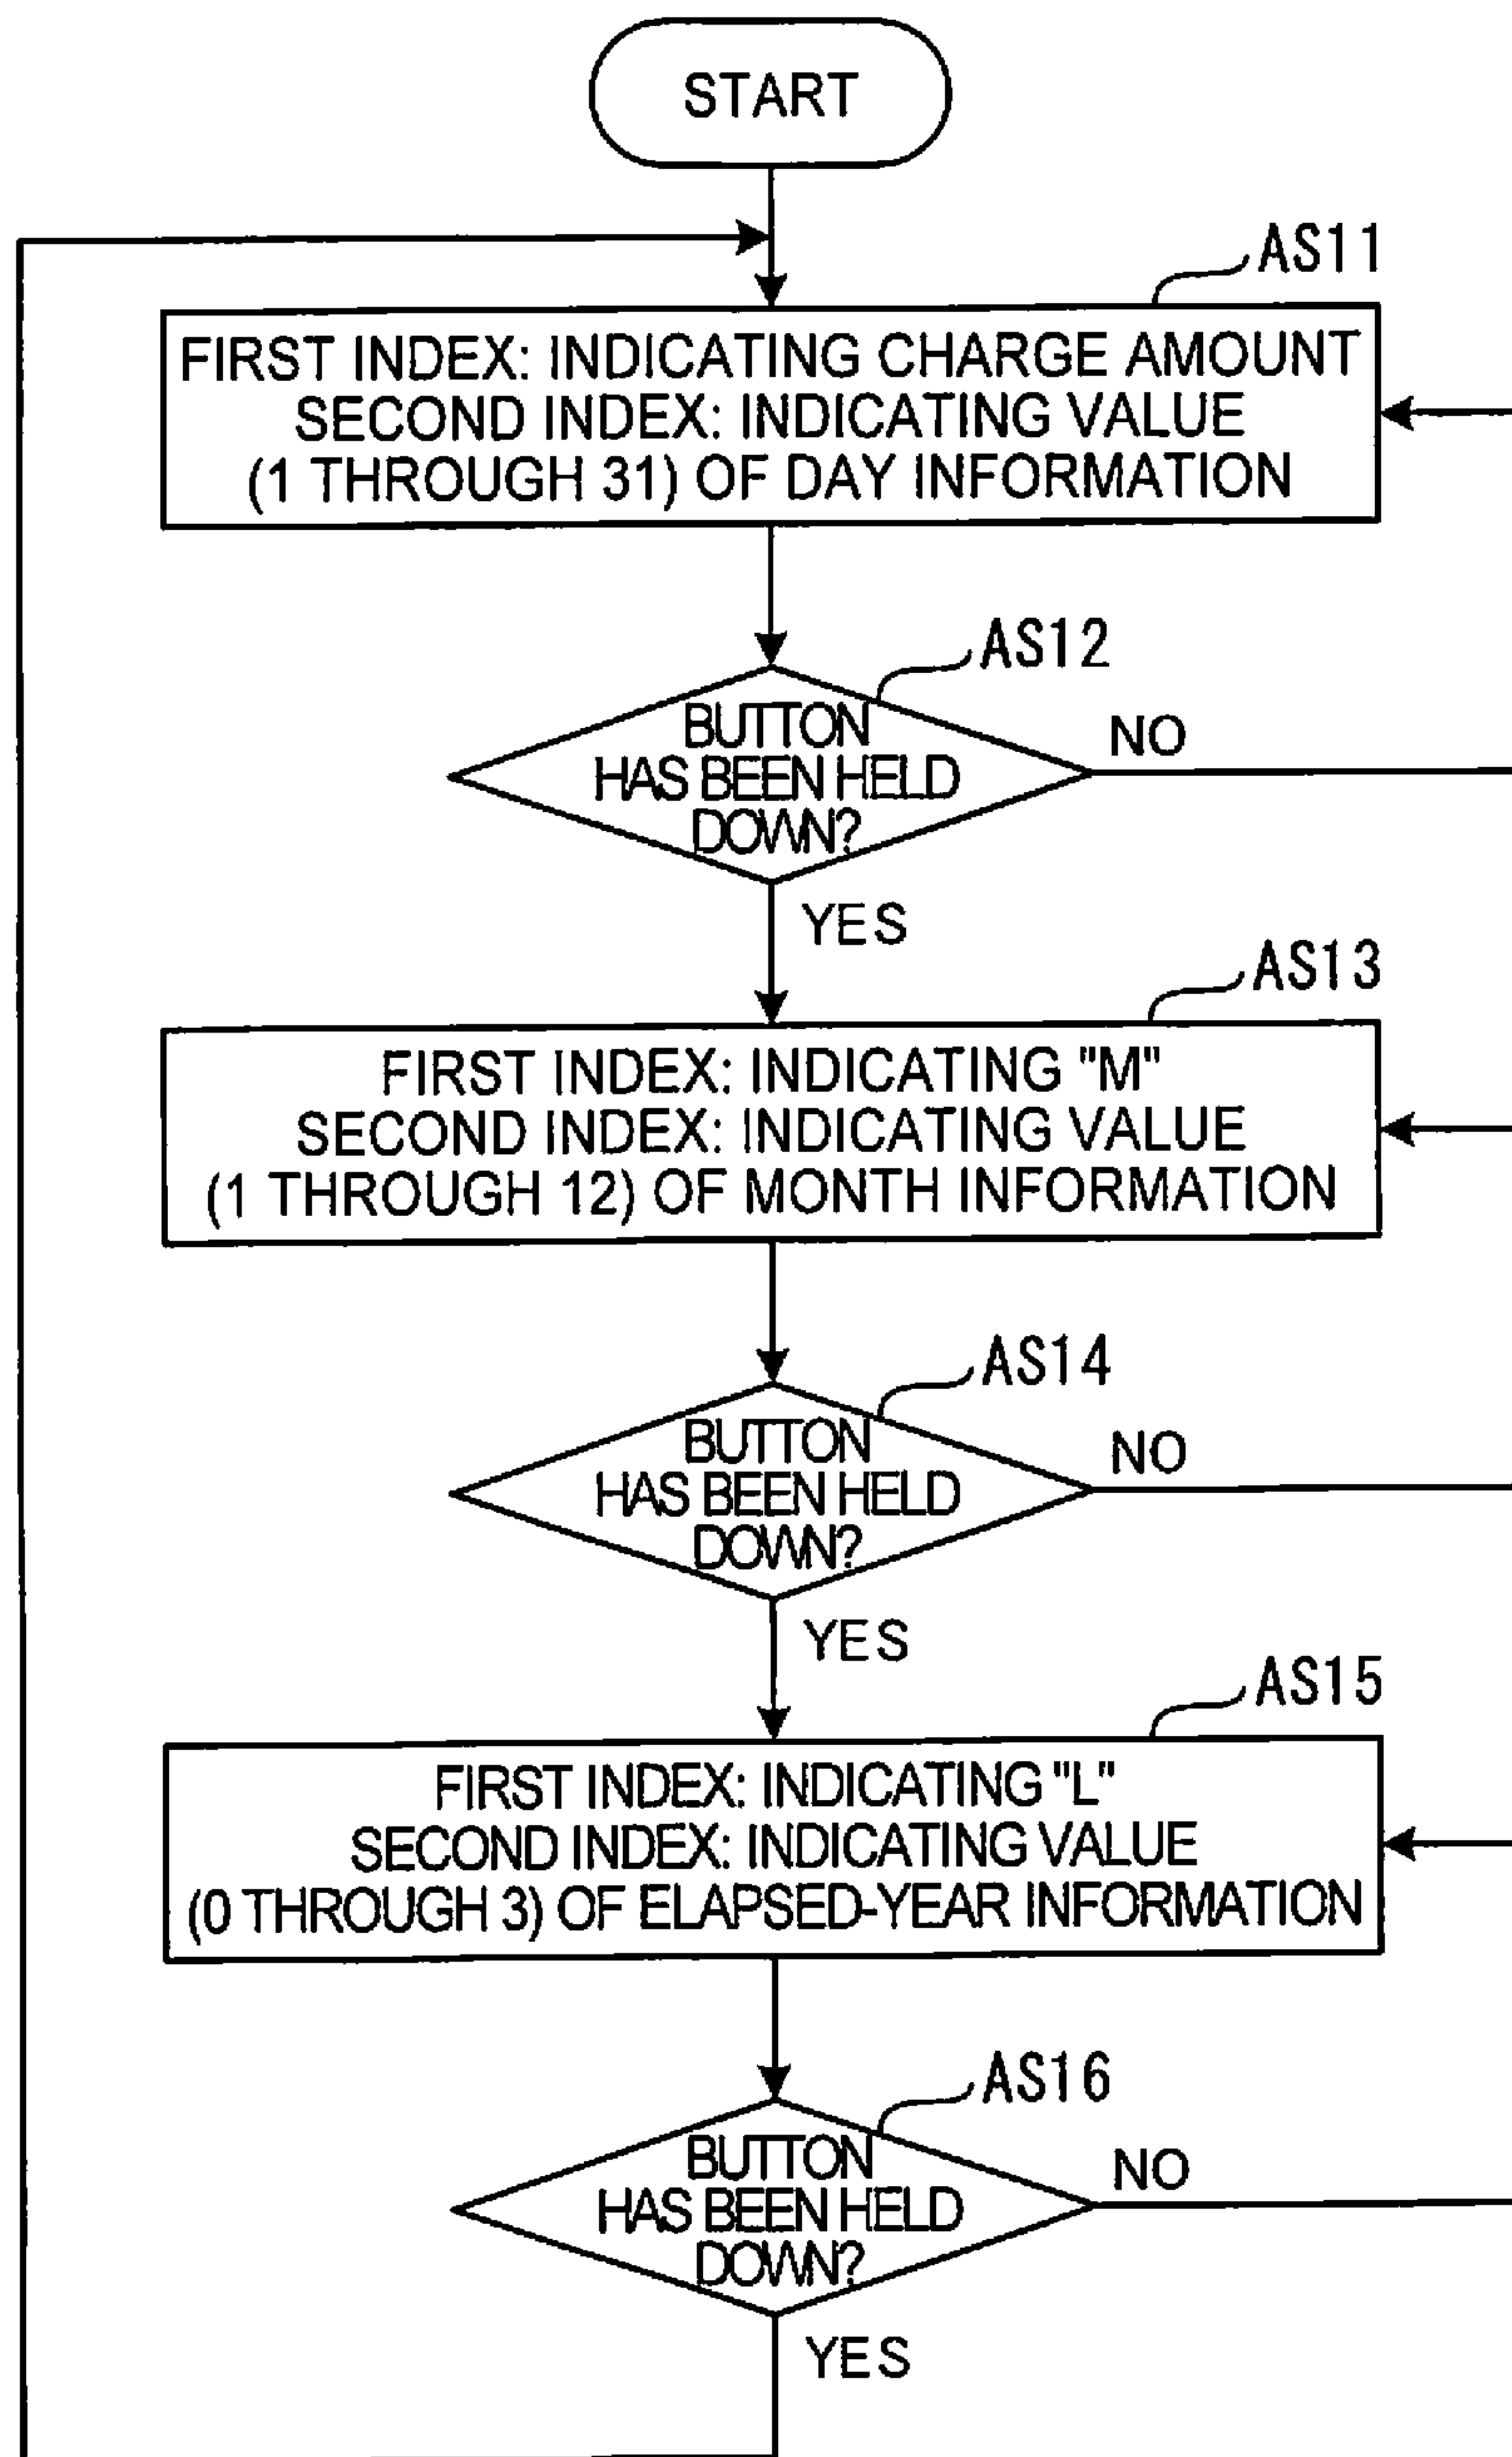 START
AS11
FIRST INDEX: INDICATING CHARGE AMOUNT
SECOND INDEX: INDICATING VALUE
(1 THROUGH 31) OF DAY INFORMATION
AS12
BUTTON
HAS BEEN HELD
DOWN?
NO
YES
AS13
FIRST INDEX: INDICATING "M"
SECOND INDEX: INDICATING VALUE
(1 THROUGH 12) OF MONTH INFORMATION
AS14
BUTTON
HAS BEEN HELD
DOWN?
NO
YES
AS15
FIRST INDEX: INDICATING "L"
SECOND INDEX: INDICATING VALUE
(0 THROUGH 3) OF ELAPSED-YEAR INFORMATION
AS16
BUTTON
HAS BEEN HELD
DOWN?
NO
YES